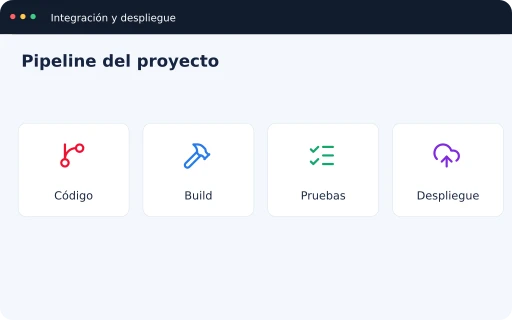 Integración y despliegue
Pipeline del proyecto
Código
Build
Pruebas
Despliegue